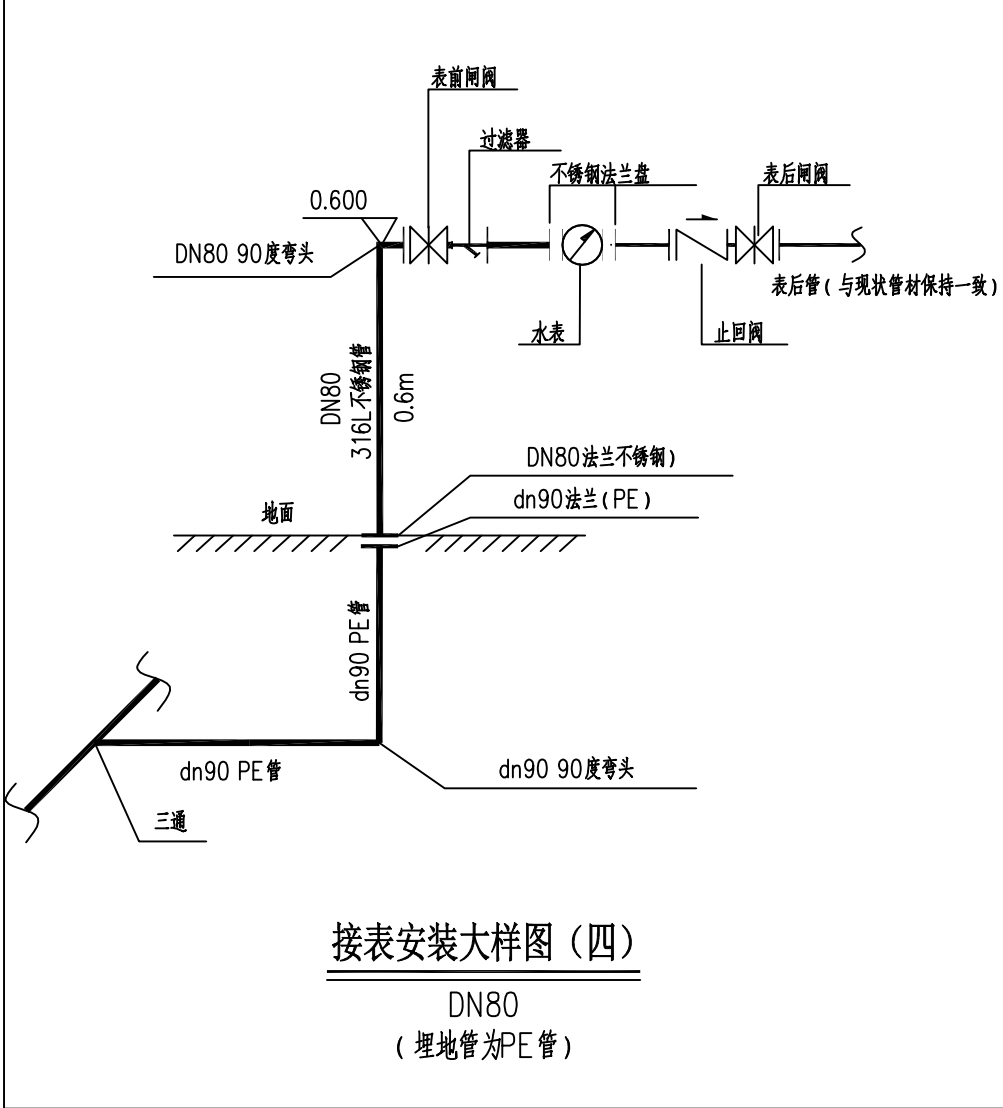 表前闸阀
过滤器
不锈钢法兰盘
表后闸阀
0.600
DN80 90度弯头
表后管(与现状管材保持一致)
水表
止回阀
DN80
316L不锈钢管
0.6m
DN80法兰不锈钢)
dn90法兰(PE)
地面
dn90 PE管
dn90 PE管
dn90 90度弯头
三通
接表安装大样图（四）
DN80
(埋地管为PE管)